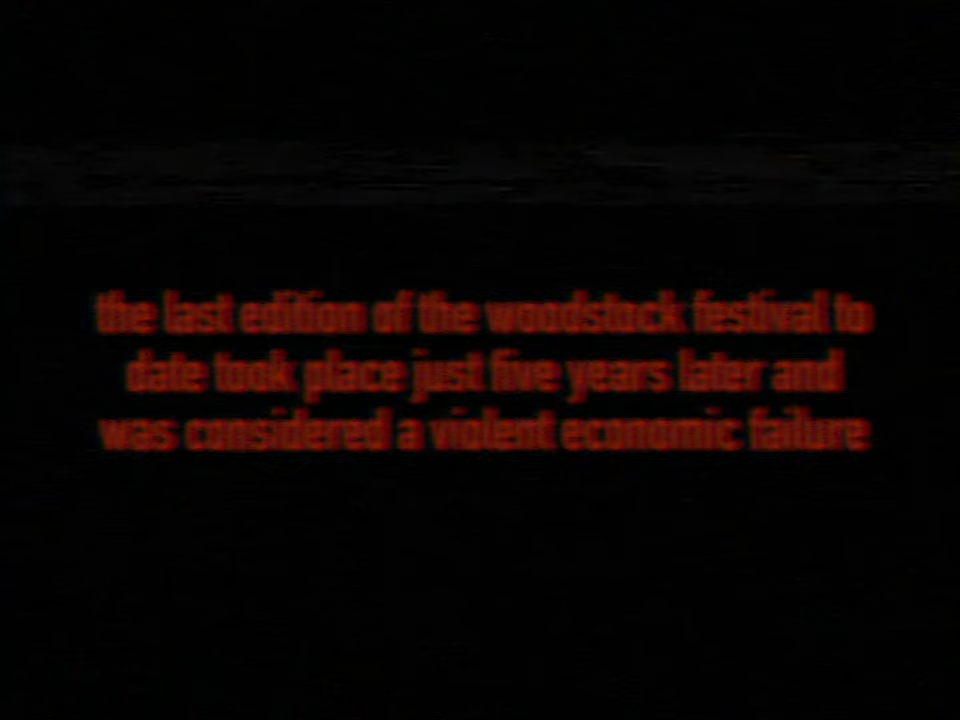 the last edition of the woodstock festival to
date took place just five years later and
was considered a violent economic failure